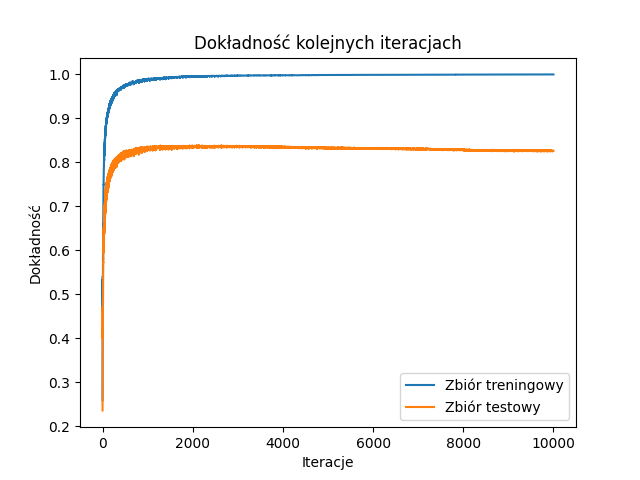 Dokładność kolejnych iteracjach
1.0
0.9
0.8
0.7
0.6
0.5
0.4
0.3
0.2
Dokładność
0 2000 4000 6000 8000 10000
Iteracje
Zbiór treningowy
Zbiór testowy